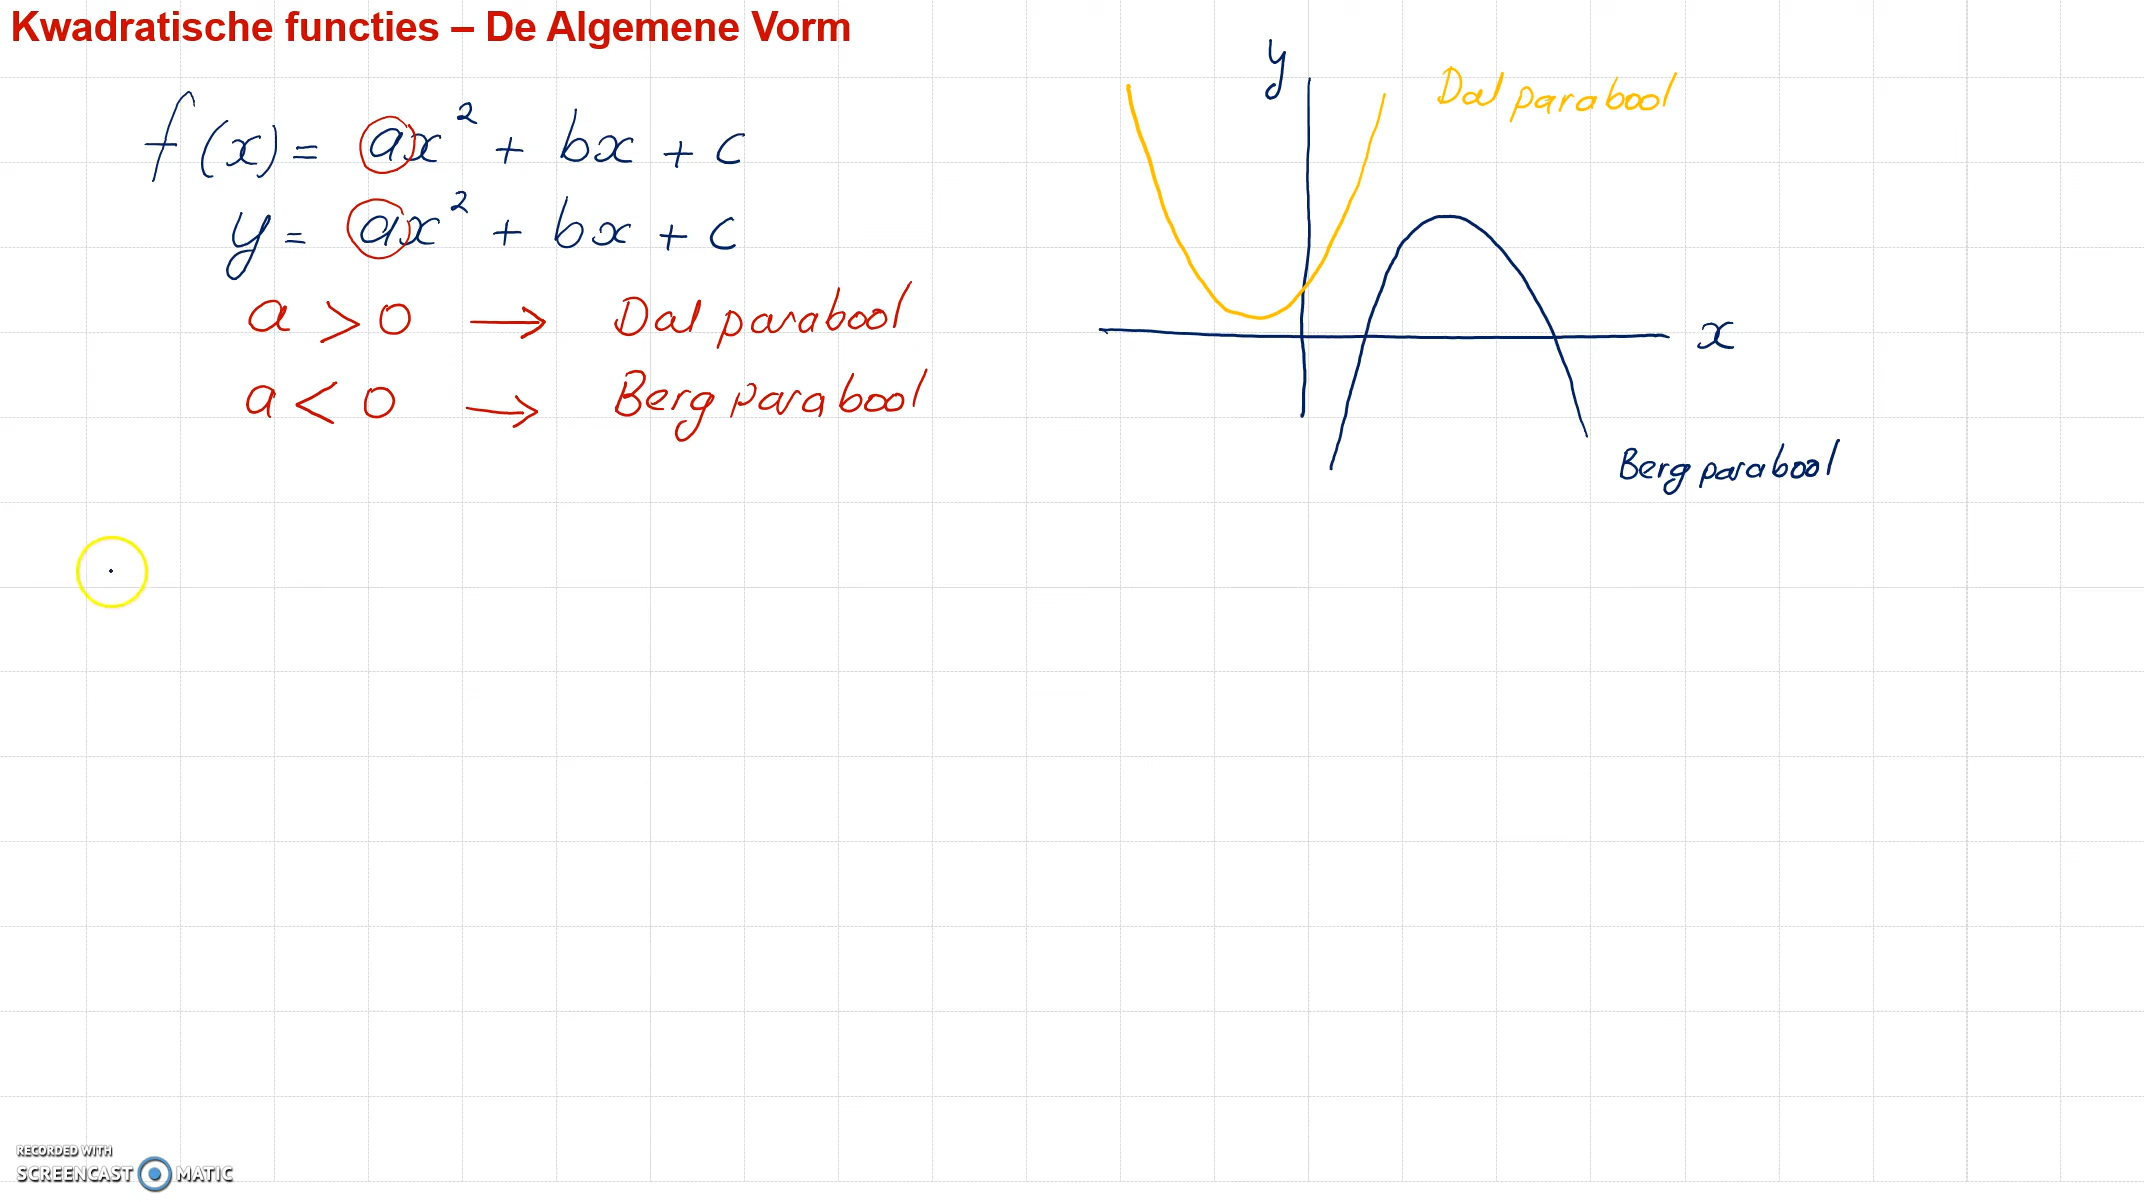 Kwadratische functies – De Algemene Vorm
f(x) = ax² + bx + c
y = ax² + bx + c
a > 0 → Dal parabool
a < 0 → Berg parabool
y
Dal parabool
x
Berg parabool
RECORDED WITH
SCREENCAST MATIC